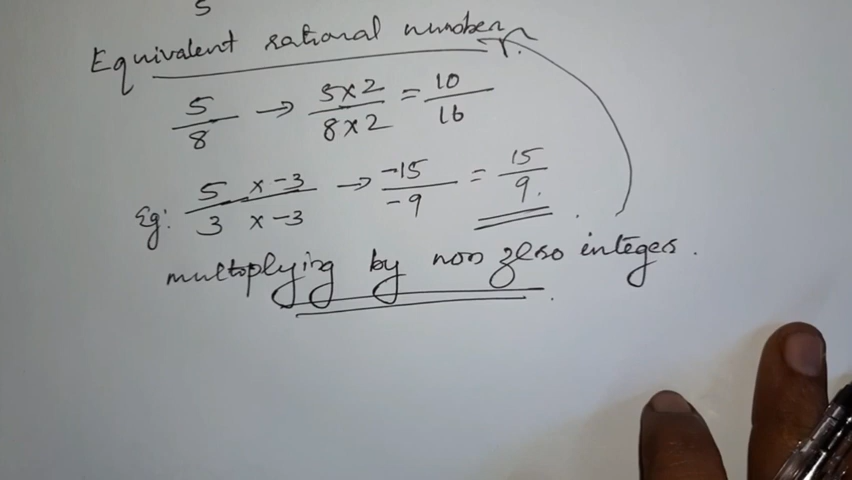 5
Equivalent rational number
5/8 → 5×2/8×2 = 10/16
Eg: 5 × -3/3 × -3 → -15/-9 = 15/9.
multiplying by non zero integers.